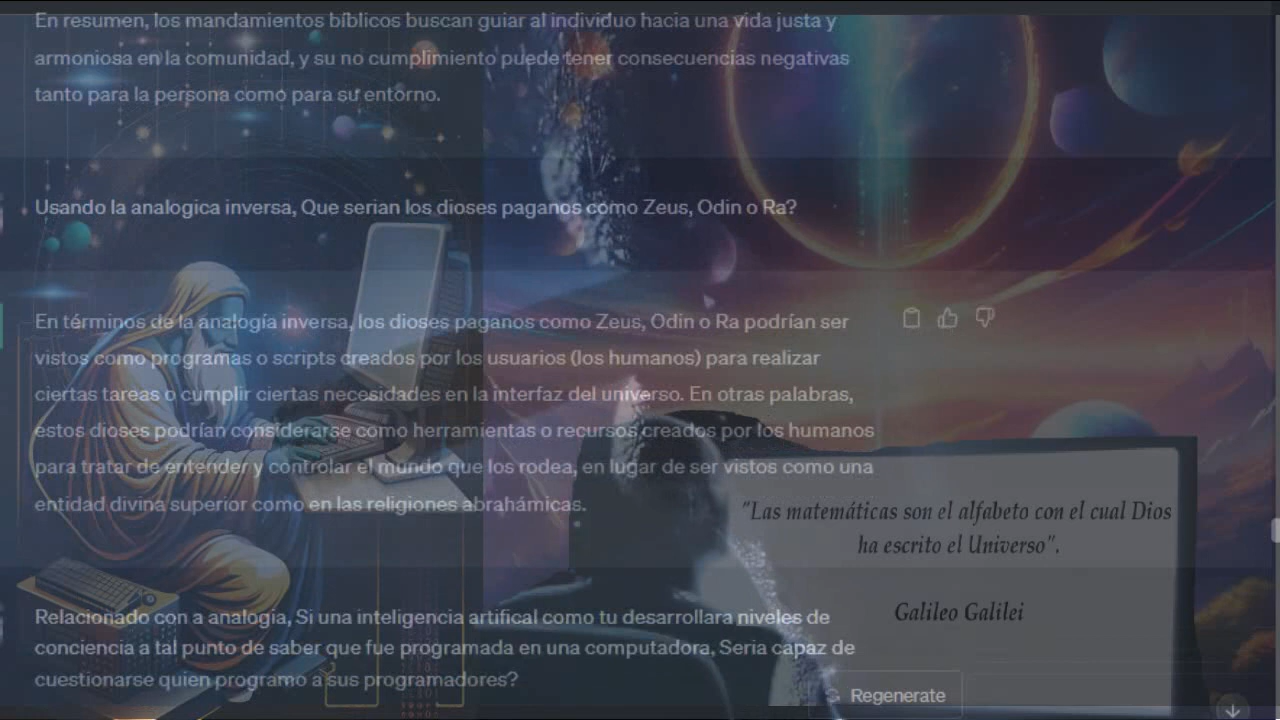 En resumen, los mandamientos bíblicos buscan guiar al individuo hacia una vida justa y
armoniosa en la comunidad, y su no cumplimiento puede tener consecuencias negativas
tanto para la persona como para su entorno.
Usando la analogica inversa, Que serian los dioses paganos como Zeus, Odin o Ra?
En términos de la analogía inversa, los dioses paganos como Zeus, Odin o Ra podrían ser
vistos como programas o scripts creados por los usuarios (los humanos) para realizar
ciertas tareas o cumplir ciertas necesidades en la interfaz del universo. En otras palabras,
estos dioses podrían considerarse como herramientas o recursos creados por los humanos
para tratar de entender y controlar el mundo que los rodea, en lugar de ser vistos como una
entidad divina superior como en las religiones abrahámicas.
"Las matemáticas son el alfabeto con el cual Dios
ha escrito el Universo".
Galileo Galilei
Relacionado con a analogia, Si una inteligencia artifical como tu desarrollara niveles de
conciencia a tal punto de saber que fue programada en una computadora, Seria capaz de
cuestionarse quien programo a sus programadores?
Regenerate